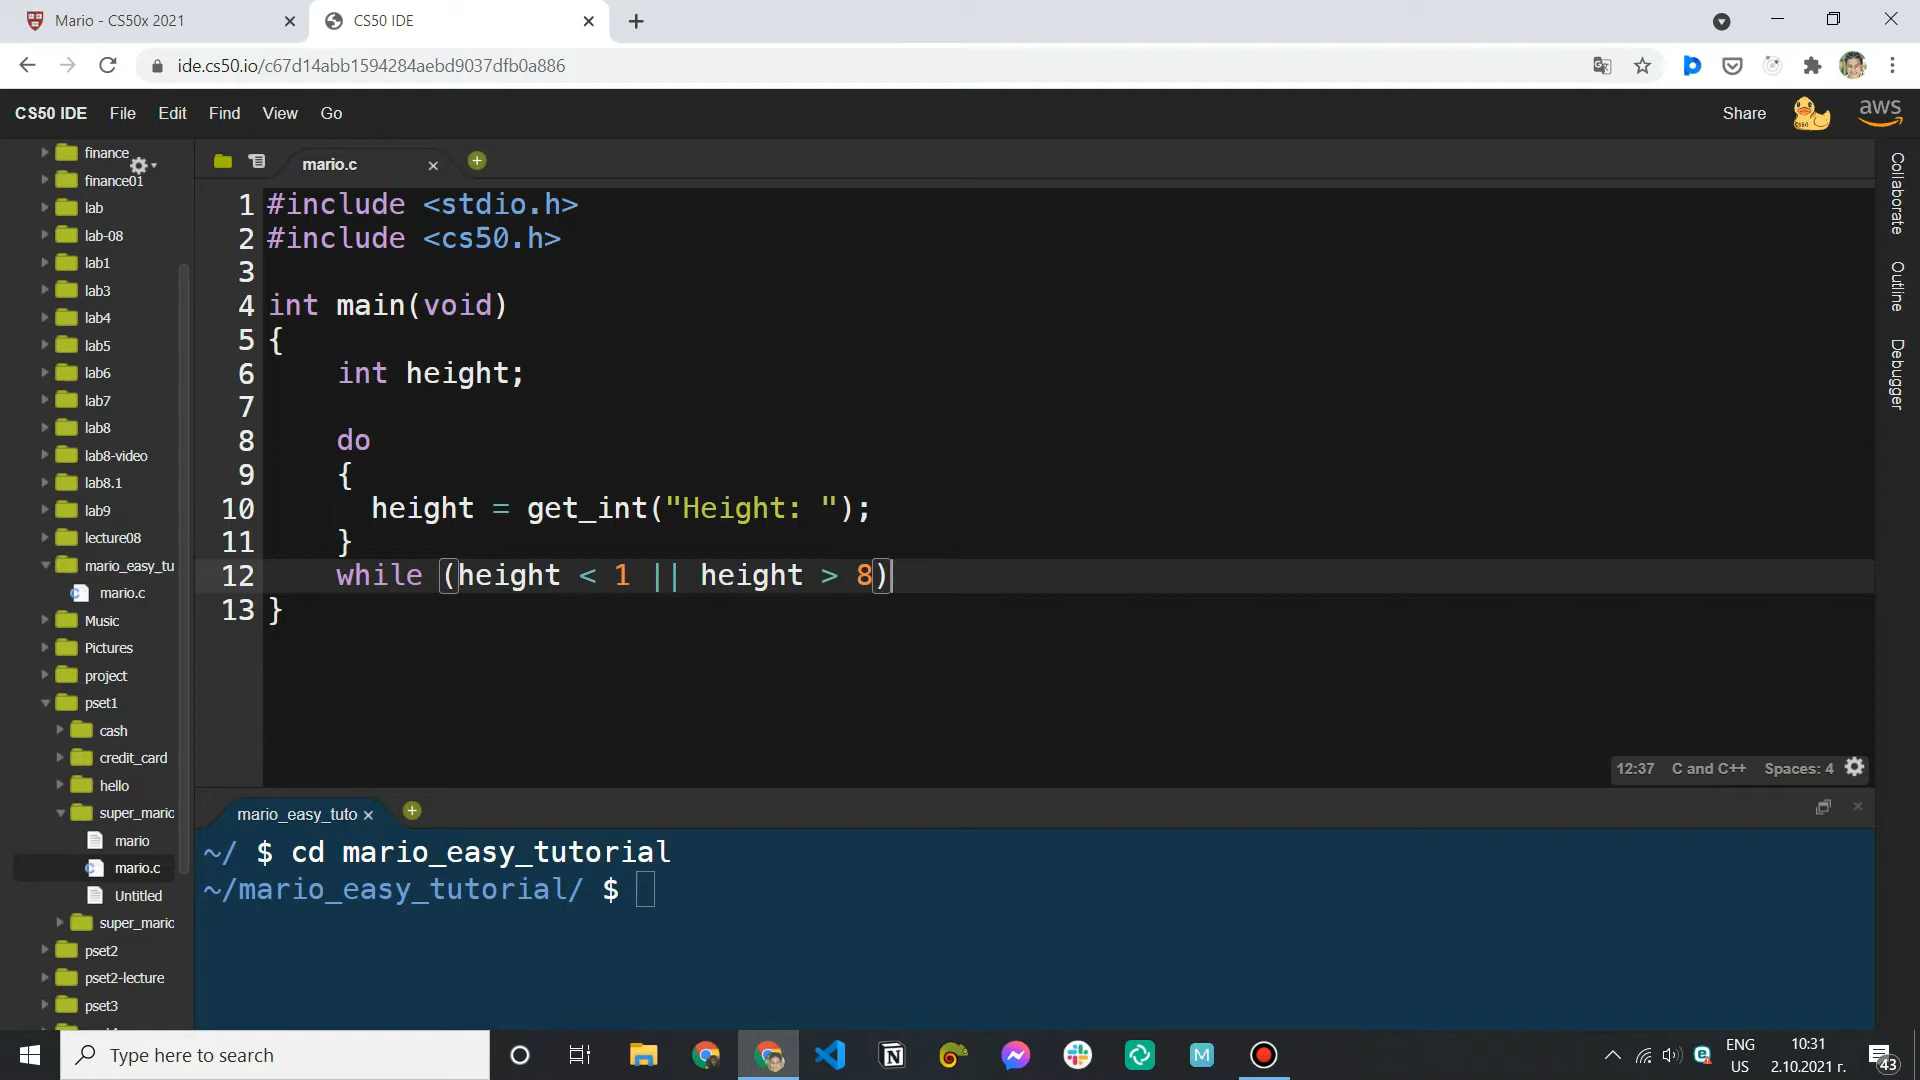 Mario - CS50x 2021
CS50 IDE
ide.cs50.io/c67d14abb1594284aebd9037dfb0a886
CS50 IDE File Edit Find View Go Share aws
finance
finance01
lab
lab-08
lab1
lab3
lab4
lab5
lab6
lab7
lab8
lab8-video
lab8.1
lab9
lecture08
mario_easy_tu
mario.c
Music
Pictures
project
pset1
cash
credit_card
hello
super_mario
mario
mario.c
Untitled
super_mario
pset2
pset2-lecture
pset3
mario.c
1 #include <stdio.h>
2 #include <cs50.h>
3
4 int main(void)
5 {
6 int height;
7
8 do
9 {
10 height = get_int("Height: ");
11 }
12 while (height < 1 || height > 8)
13 }
12:37 C and C++ Spaces: 4
Collaborate
Outline
Debugger
mario_easy_tuto
~/ $ cd mario_easy_tutorial
~/mario_easy_tutorial/ $
Type here to search
ЕНГ
US
10:31
2.10.2021 г.
43